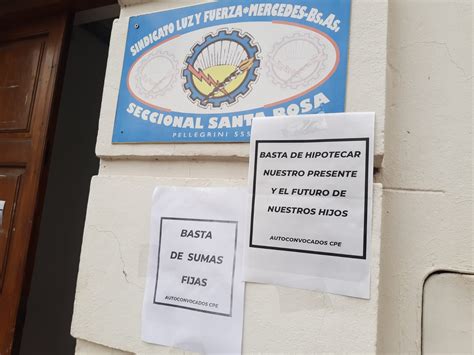 SINDICATO LUZ Y FUERZA - MERCEDES - Bs. As.
SECCIONAL SANTA ROSA
PELLEGRINI 555
BASTA DE HIPOTECAR
NUESTRO PRESENTE
Y EL FUTURO DE
NUESTROS HIJOS
AUTOCONVOCADOS CPE
BASTA
DE SUMAS
FIJAS
AUTOCONVOCADOS CPE